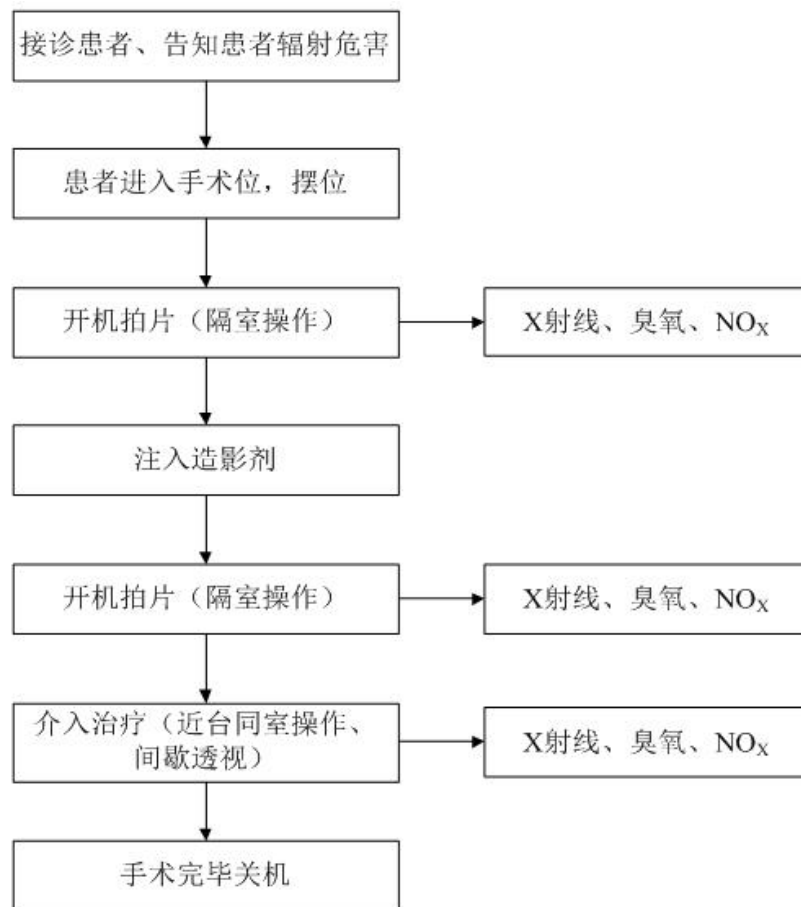 接诊患者、告知患者辐射危害
患者进入手术位，摆位
开机拍片（隔室操作）
X射线、臭氧、NOX
注入造影剂
开机拍片（隔室操作）
X射线、臭氧、NOX
介入治疗（近台同室操作、
间歇透视）
X射线、臭氧、NOX
手术完毕关机